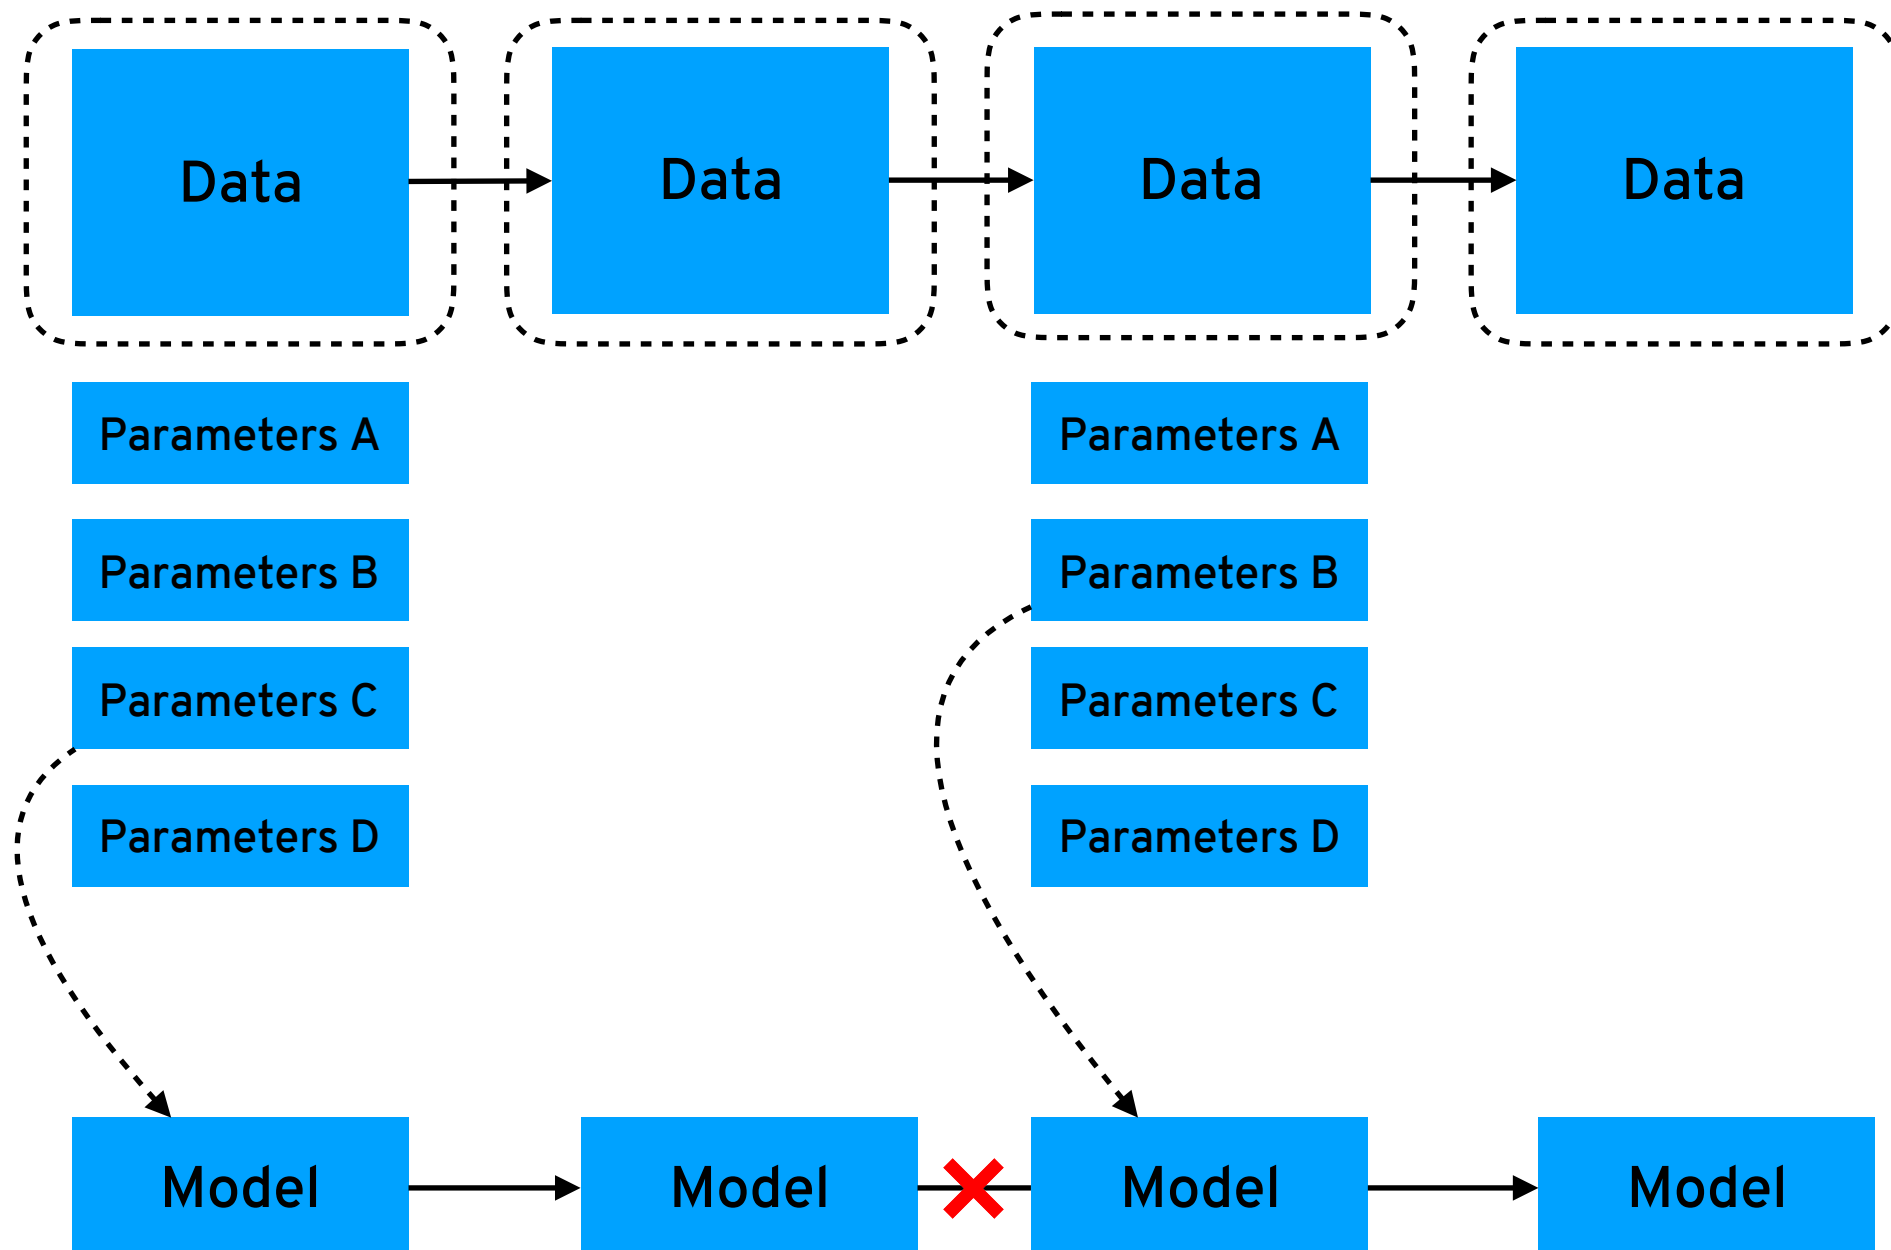 Data
Data
Data
Data
Parameters A
Parameters A
Parameters B
Parameters B
Parameters C
Parameters C
Parameters D
Parameters D
Model
Model
Model
Model